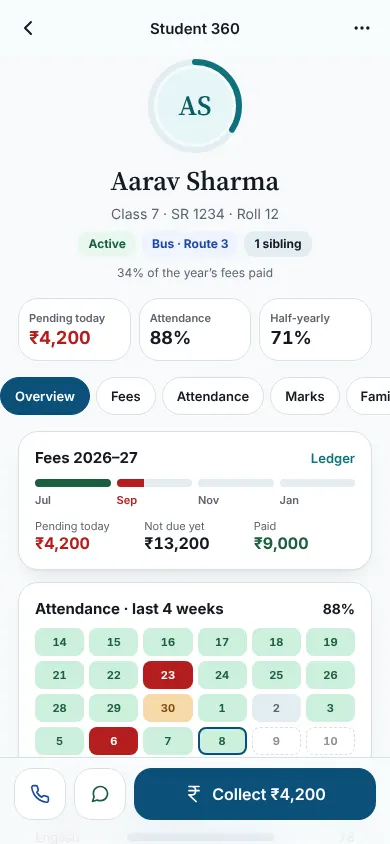 Student 360
AS
Aarav Sharma
Class 7 · SR 1234 · Roll 12
Active Bus · Route 3 1 sibling
34% of the year's fees paid
Pending today Attendance Half-yearly
₹4,200 88% 71%
Overview Fees Attendance Marks Fami
Fees 2026–27 Ledger
Jul Sep Nov Jan
Pending today Not due yet Paid
₹4,200 ₹13,200 ₹9,000
Attendance · last 4 weeks 88%
14 15 16 17 18 19
21 22 23 24 25 26
28 29 30 1 2 3
5 6 7 8 9 10
₹ Collect ₹4,200
English 78